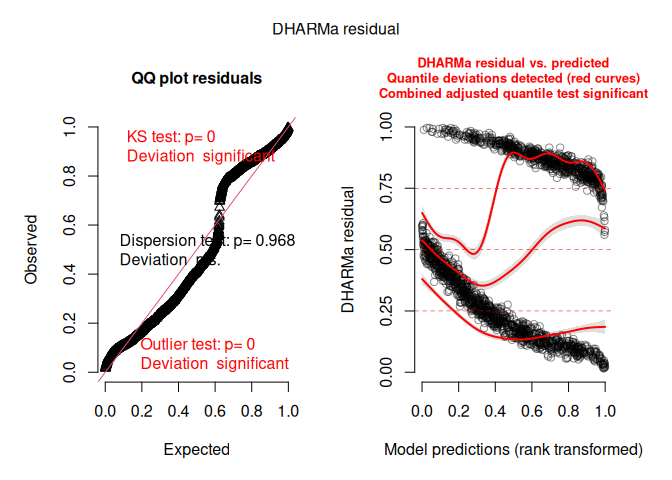 DHARMa residual
QQ plot residuals
KS test: p= 0
Deviation significant
Dispersion test: p= 0.968
Deviation n.s.
Outlier test: p= 0
Deviation significant
Observed
0.0 0.2 0.4 0.6 0.8 1.0
0.0 0.2 0.4 0.6 0.8 1.0
Expected
DHARMa residual vs. predicted
Quantile deviations detected (red curves)
Combined adjusted quantile test significant
DHARMa residual
0.00 0.25 0.50 0.75 1.00
0.0 0.2 0.4 0.6 0.8 1.0
Model predictions (rank transformed)